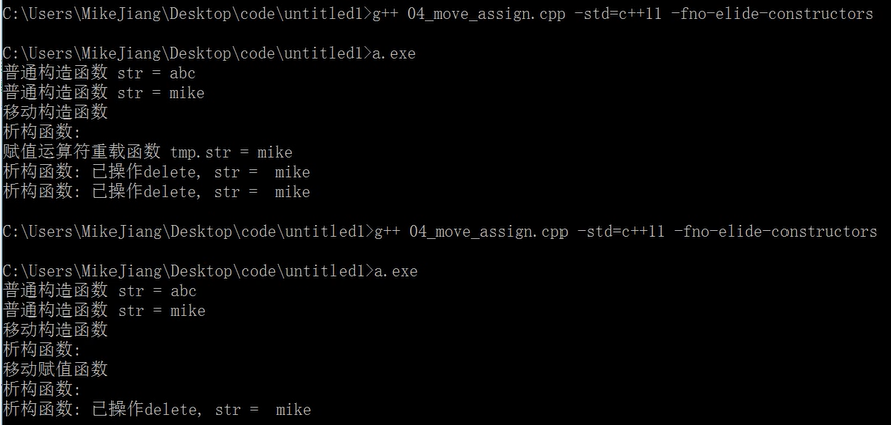 C:\Users\MikeJiang\Desktop\code\untitled1>g++ 04_move_assign.cpp -std=c++11 -fno-elide-constructors
C:\Users\MikeJiang\Desktop\code\untitled1>a.exe
普通构造函数 str = abc
普通构造函数 str = mike
移动构造函数
析构函数:
赋值运算符重载函数 tmp.str = mike
析构函数: 已操作delete, str =  mike
析构函数: 已操作delete, str =  mike
C:\Users\MikeJiang\Desktop\code\untitled1>g++ 04_move_assign.cpp -std=c++11 -fno-elide-constructors
C:\Users\MikeJiang\Desktop\code\untitled1>a.exe
普通构造函数 str = abc
普通构造函数 str = mike
移动构造函数
析构函数:
移动赋值函数
析构函数:
析构函数: 已操作delete, str =  mike